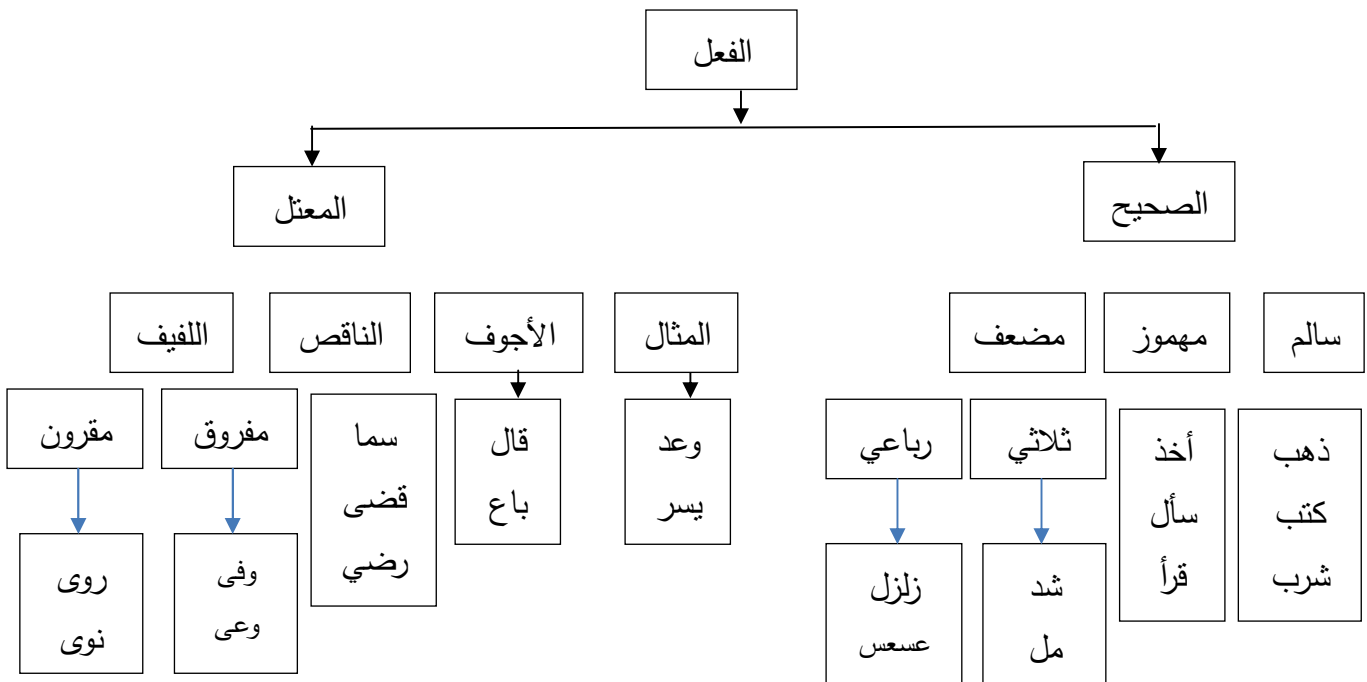 الفعل
الصحيح
المعتل
سالم
مهموز
مضعف
المثال
الأجوف
الناقص
اللفيف
ذهب
كتب
شرب
أخذ
سأل
قرأ
ثلاثي
رباعي
شد
مل
زلزل
عسعس
وعد
يسر
قال
باع
سما
قضى
رضي
مفروق
مقرون
وفى
وعى
روى
نوى